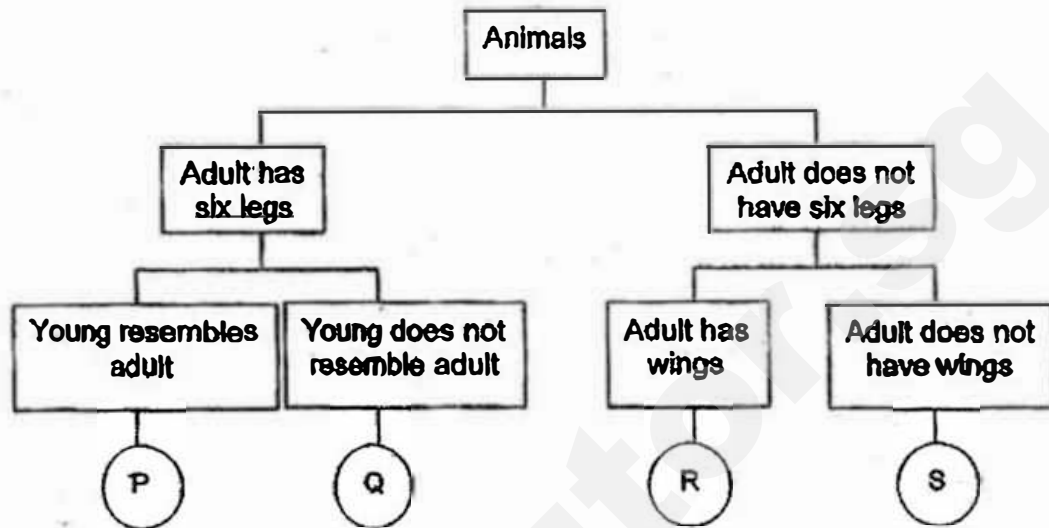 Animals
Adult has
six legs
Adult does not
have six legs
Young resembles
adult
Young does not
resemble adult
Adult has
wings
Adult does not
have wings
P
Q
R
S